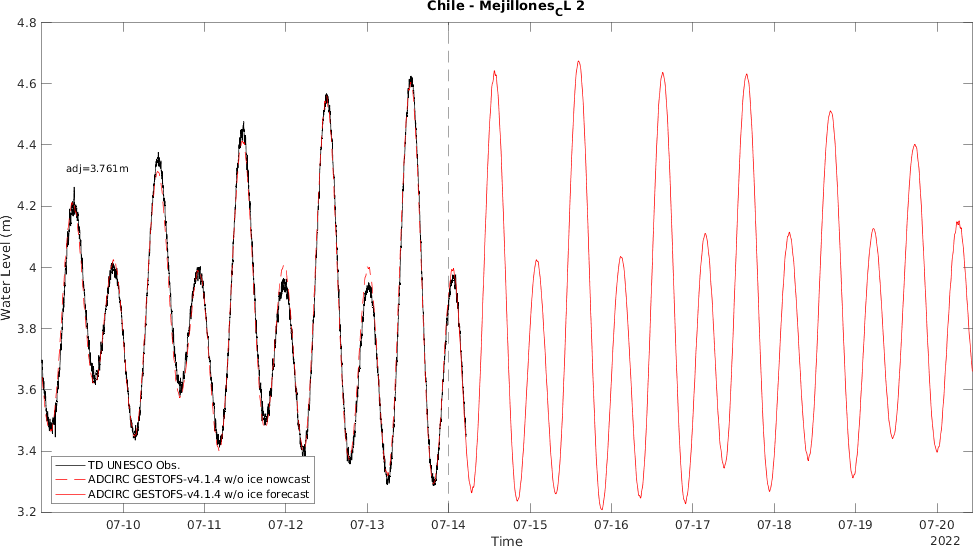 Chile - Mejillones_CL 2
4.8
4.6
4.4
4.2
4
3.8
3.6
3.4
3.2
Water Level (m)
adj=3.761m
TD UNESCO Obs.
ADCIRC GESTOFS-v4.1.4 w/o ice nowcast
ADCIRC GESTOFS-v4.1.4 w/o ice forecast
07-10 07-11 07-12 07-13 07-14 07-15 07-16 07-17 07-18 07-19 07-20
Time
2022